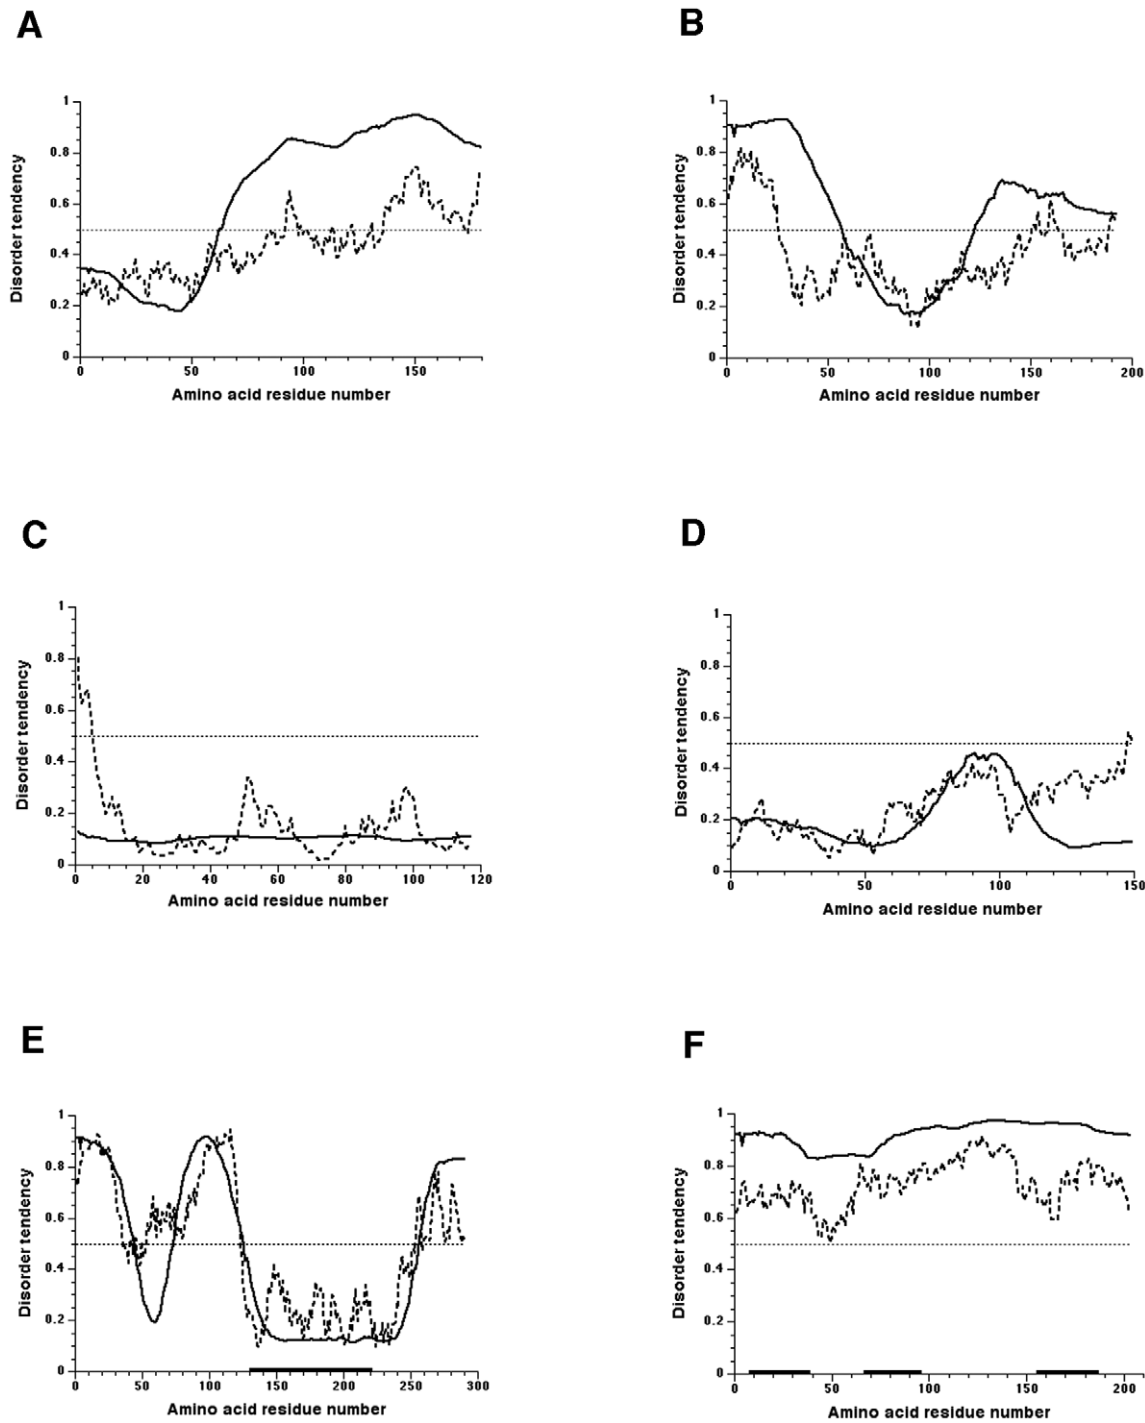 A
B
1
0.8
0.6
0.4
0.2
0
Disorder tendency
0 50 100 150
Amino acid residue number
1
0.8
0.6
0.4
0.2
0
Disorder tendency
0 50 100 150 200
Amino acid residue number
C
D
1
0.8
0.6
0.4
0.2
0
Disorder tendency
0 20 40 60 80 100 120
Amino acid residue number
1
0.8
0.6
0.4
0.2
0
Disorder tendency
0 50 100 150
Amino acid residue number
E
F
1
0.8
0.6
0.4
0.2
0
Disorder tendency
0 50 100 150 200 250 300
Amino acid residue number
1
0.8
0.6
0.4
0.2
0
Disorder tendency
0 50 100 150 200
Amino acid residue number